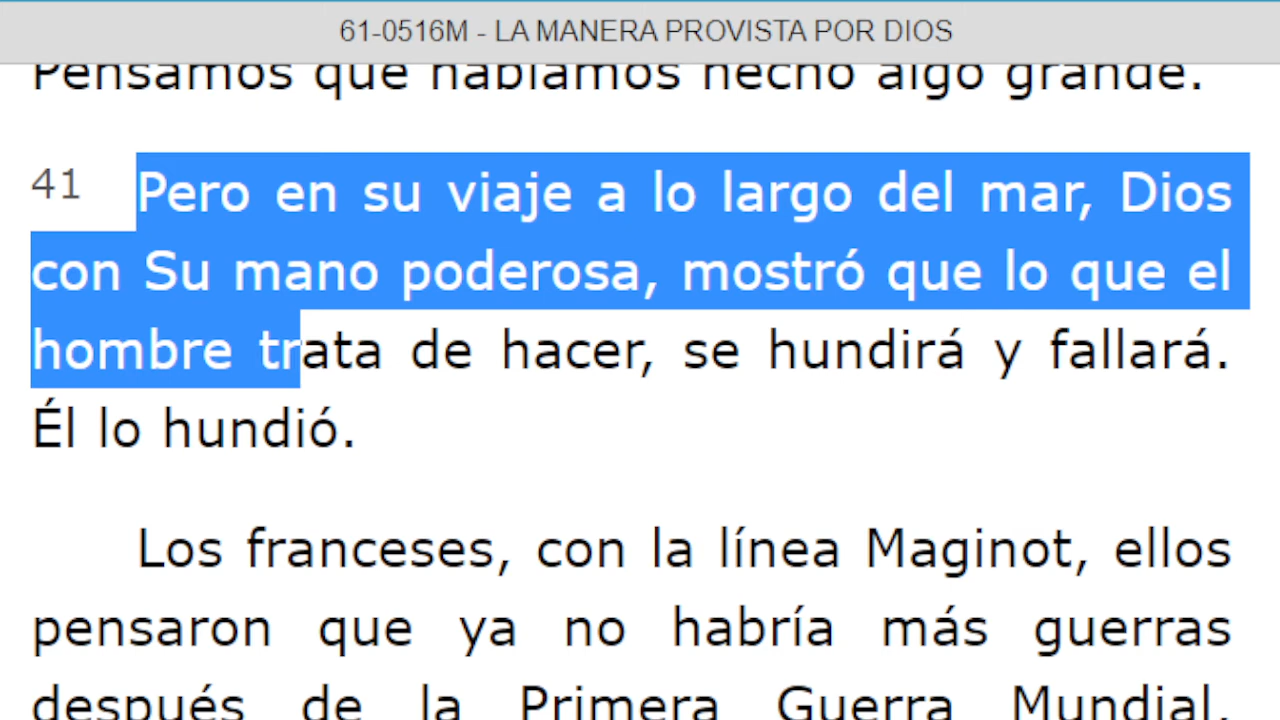 61-0516M - LA MANERA PROVISTA POR DIOS
Pensamos que habíamos hecho algo grande.
41 Pero en su viaje a lo largo del mar, Dios
con Su mano poderosa, mostró que lo que el
hombre trata de hacer, se hundirá y fallará.
Él lo hundió.
Los franceses, con la línea Maginot, ellos
pensaron que ya no habría más guerras
después de la Primera Guerra Mundial,